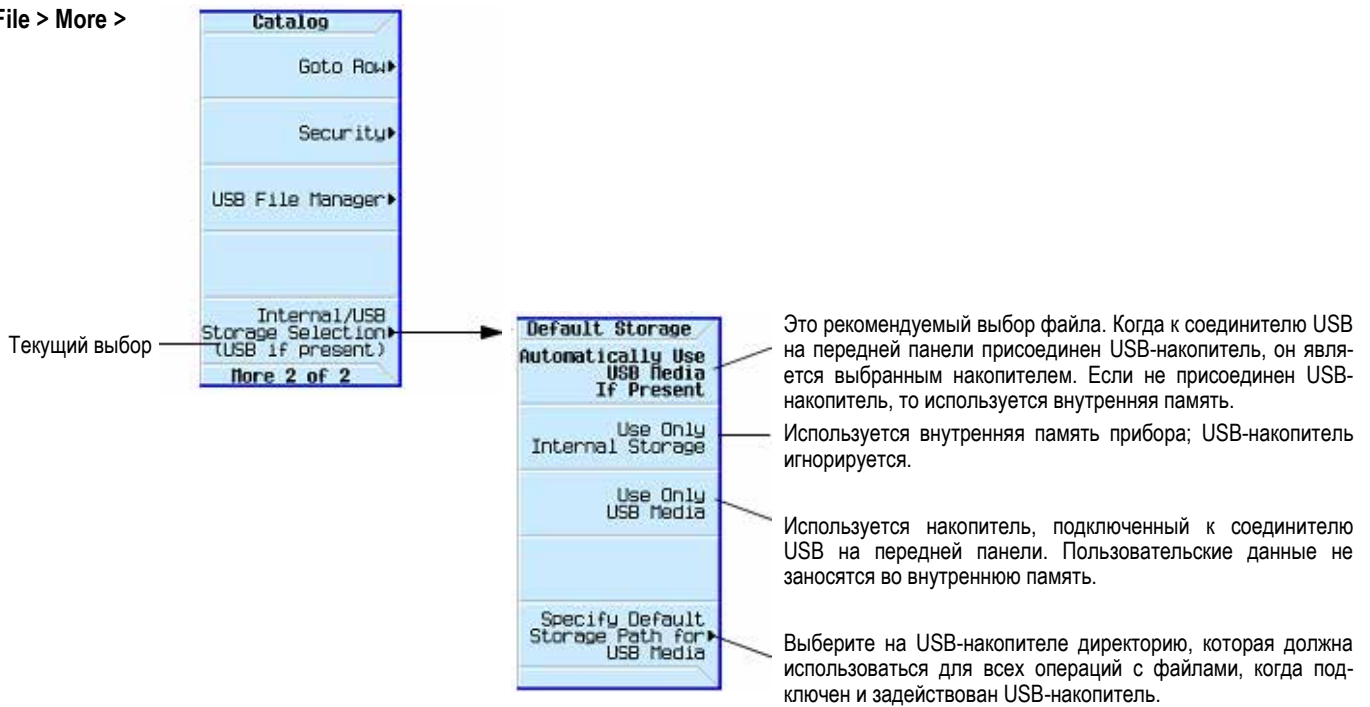 File > More >
Catalog
Goto Row
Security
USB File Manager
Internal/USB
Storage Selection
(USB if present)
More 2 of 2
Текущий выбор
Default Storage
Automatically Use
USB Media
If Present
Use Only
Internal Storage
Use Only
USB Media
Specify Default
Storage Path for
USB Media
Это рекомендуемый выбор файла. Когда к соединителю USB
на передней панели присоединен USB-накопитель, он явля-
ется выбранным накопителем. Если не присоединен USB-
накопитель, то используется внутренняя память.
Используется внутренняя память прибора; USB-накопитель
игнорируется.
Используется накопитель, подключенный к соединителю
USB на передней панели. Пользовательские данные не
заносятся во внутреннюю память.
Выберите на USB-накопителе директорию, которая должна
использоваться для всех операций с файлами, когда под-
ключен и задействован USB-накопитель.